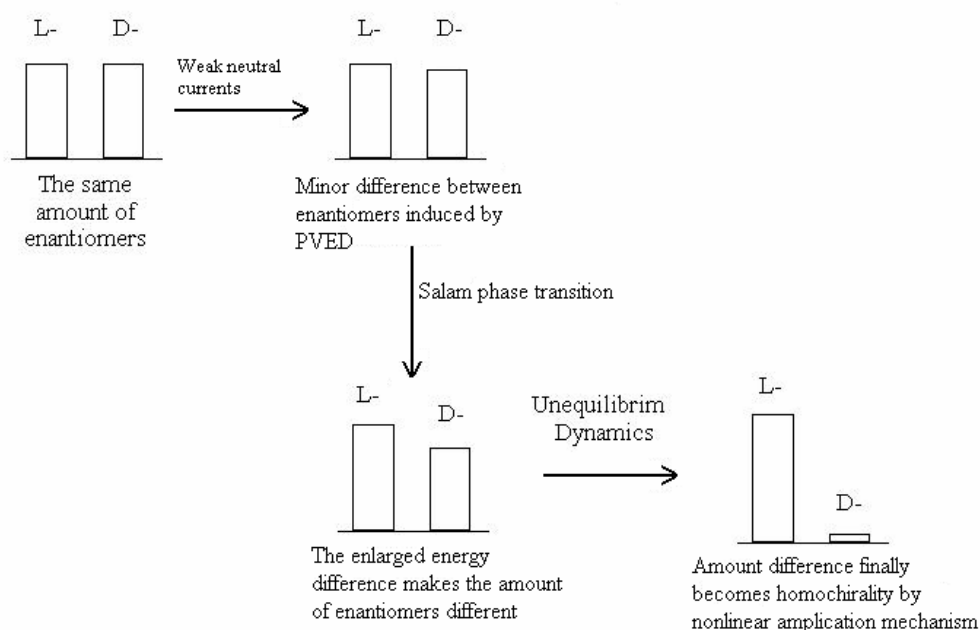 L- D-
Weak neutral
currents
L- D-
The same
amount of
enantiomers
Minor difference between
enantiomers induced by
PVED
Salam phase transition
L-
D-
Unequilibrim
Dynamics
L-
D-
The enlarged energy
difference makes the amount
of enantiomers different
Amount difference finally
becomes homochirality by
nonlinear amplication mechanism